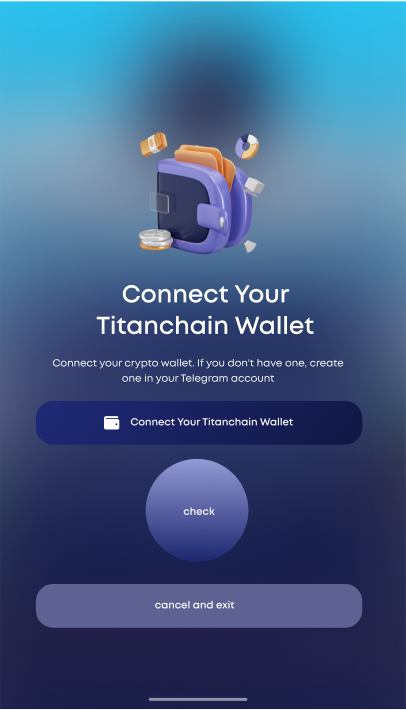 Connect Your
Titanchain Wallet
Connect your crypto wallet. If you don't have one, create
one in your Telegram account
Connect Your Titanchain Wallet
check
cancel and exit